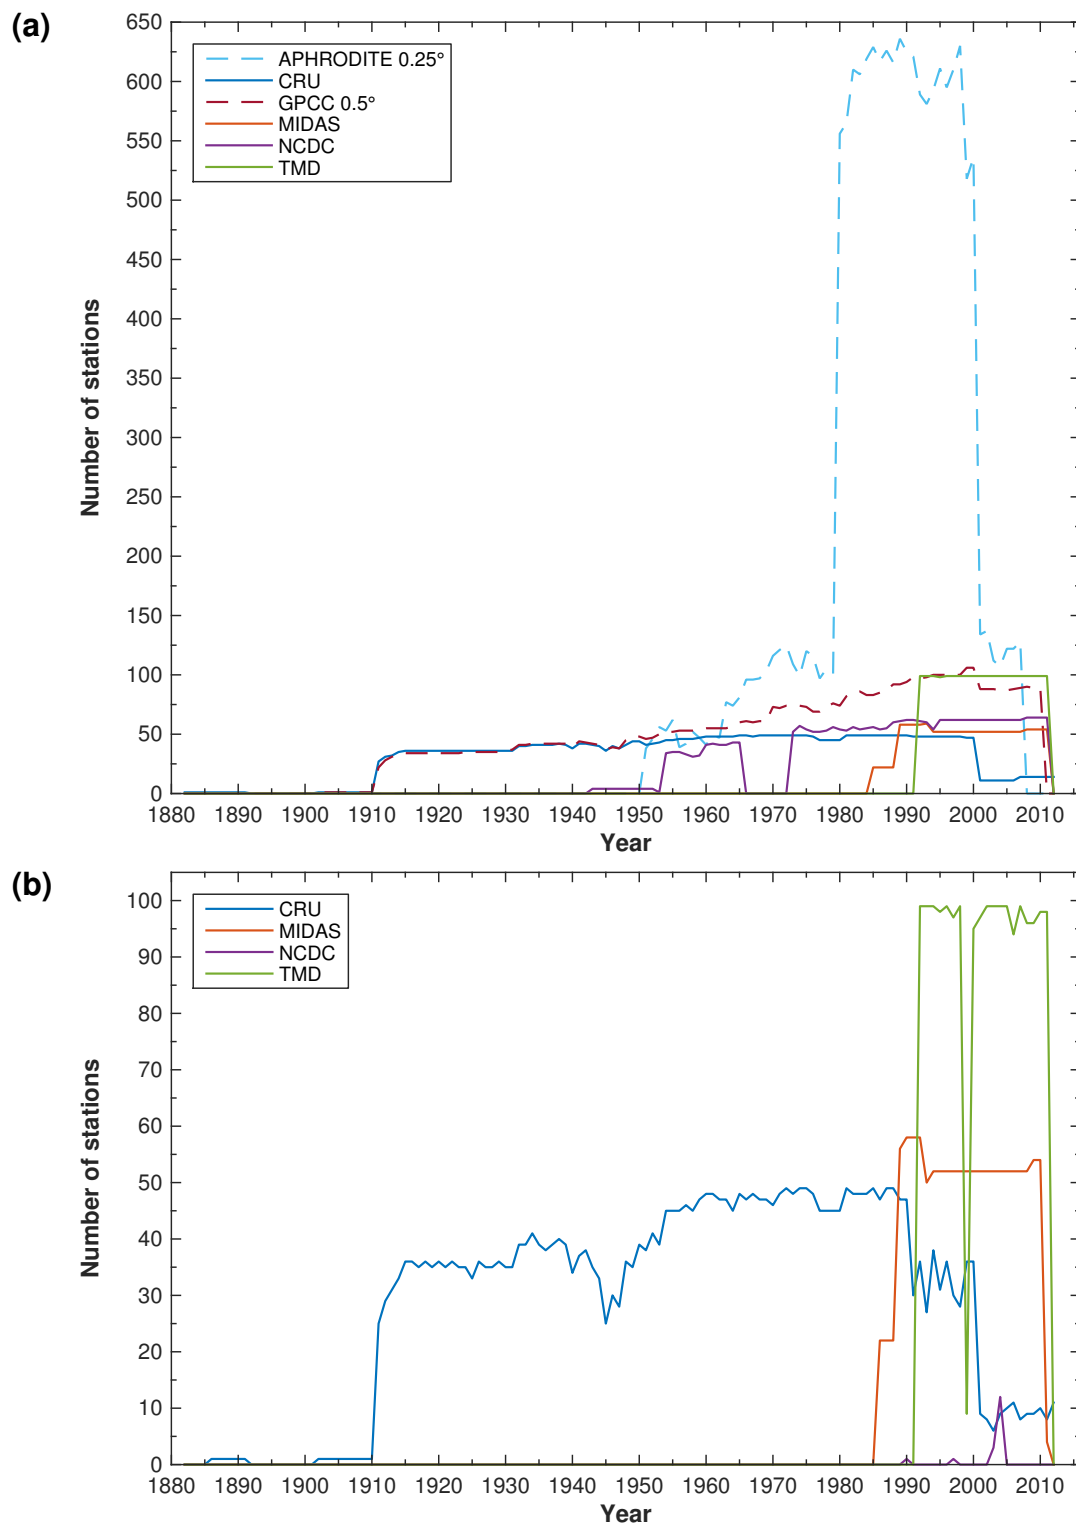 (a)
650
600
550
500
450
400
350
300
250
200
150
100
50
0
Number of stations
APHRODITE 0.25°
CRU
GPCC 0.5°
MIDAS
NCDC
TMD
1880 1890 1900 1910 1920 1930 1940 1950 1960 1970 1980 1990 2000 2010
Year
(b)
100
90
80
70
60
50
40
30
20
10
0
Number of stations
CRU
MIDAS
NCDC
TMD
1880 1890 1900 1910 1920 1930 1940 1950 1960 1970 1980 1990 2000 2010
Year